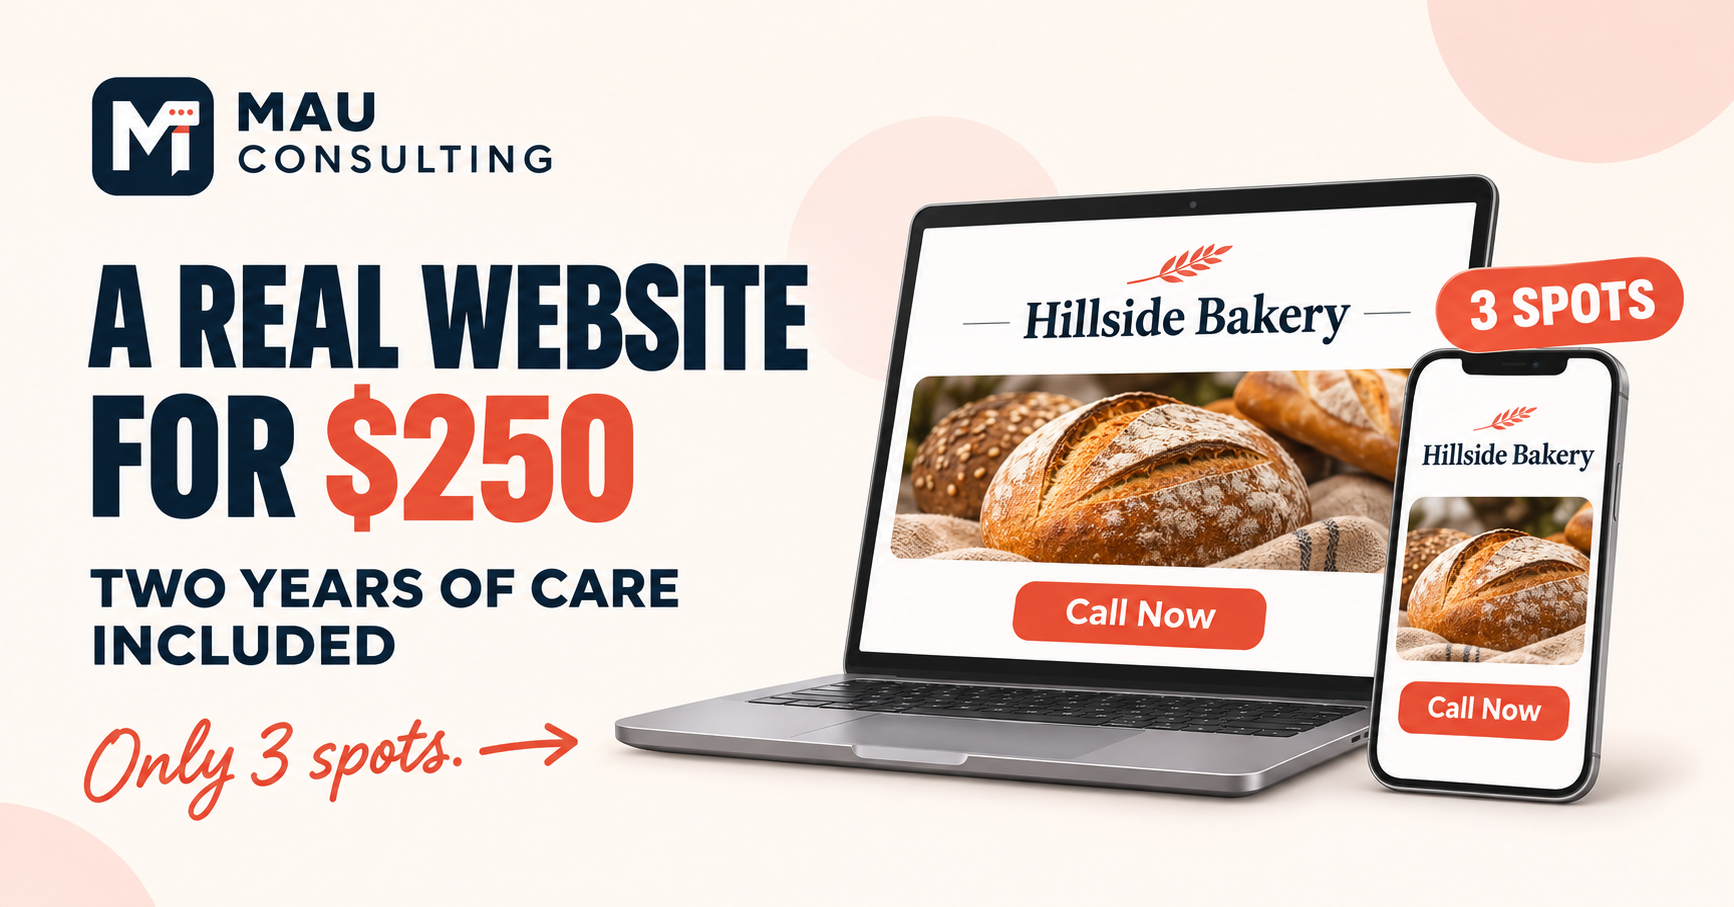 MAU
CONSULTING
A REAL WEBSITE
FOR $250
TWO YEARS OF CARE
INCLUDED
Only 3 spots.
Hillside Bakery
Call Now
3 SPOTS
Hillside Bakery
Call Now